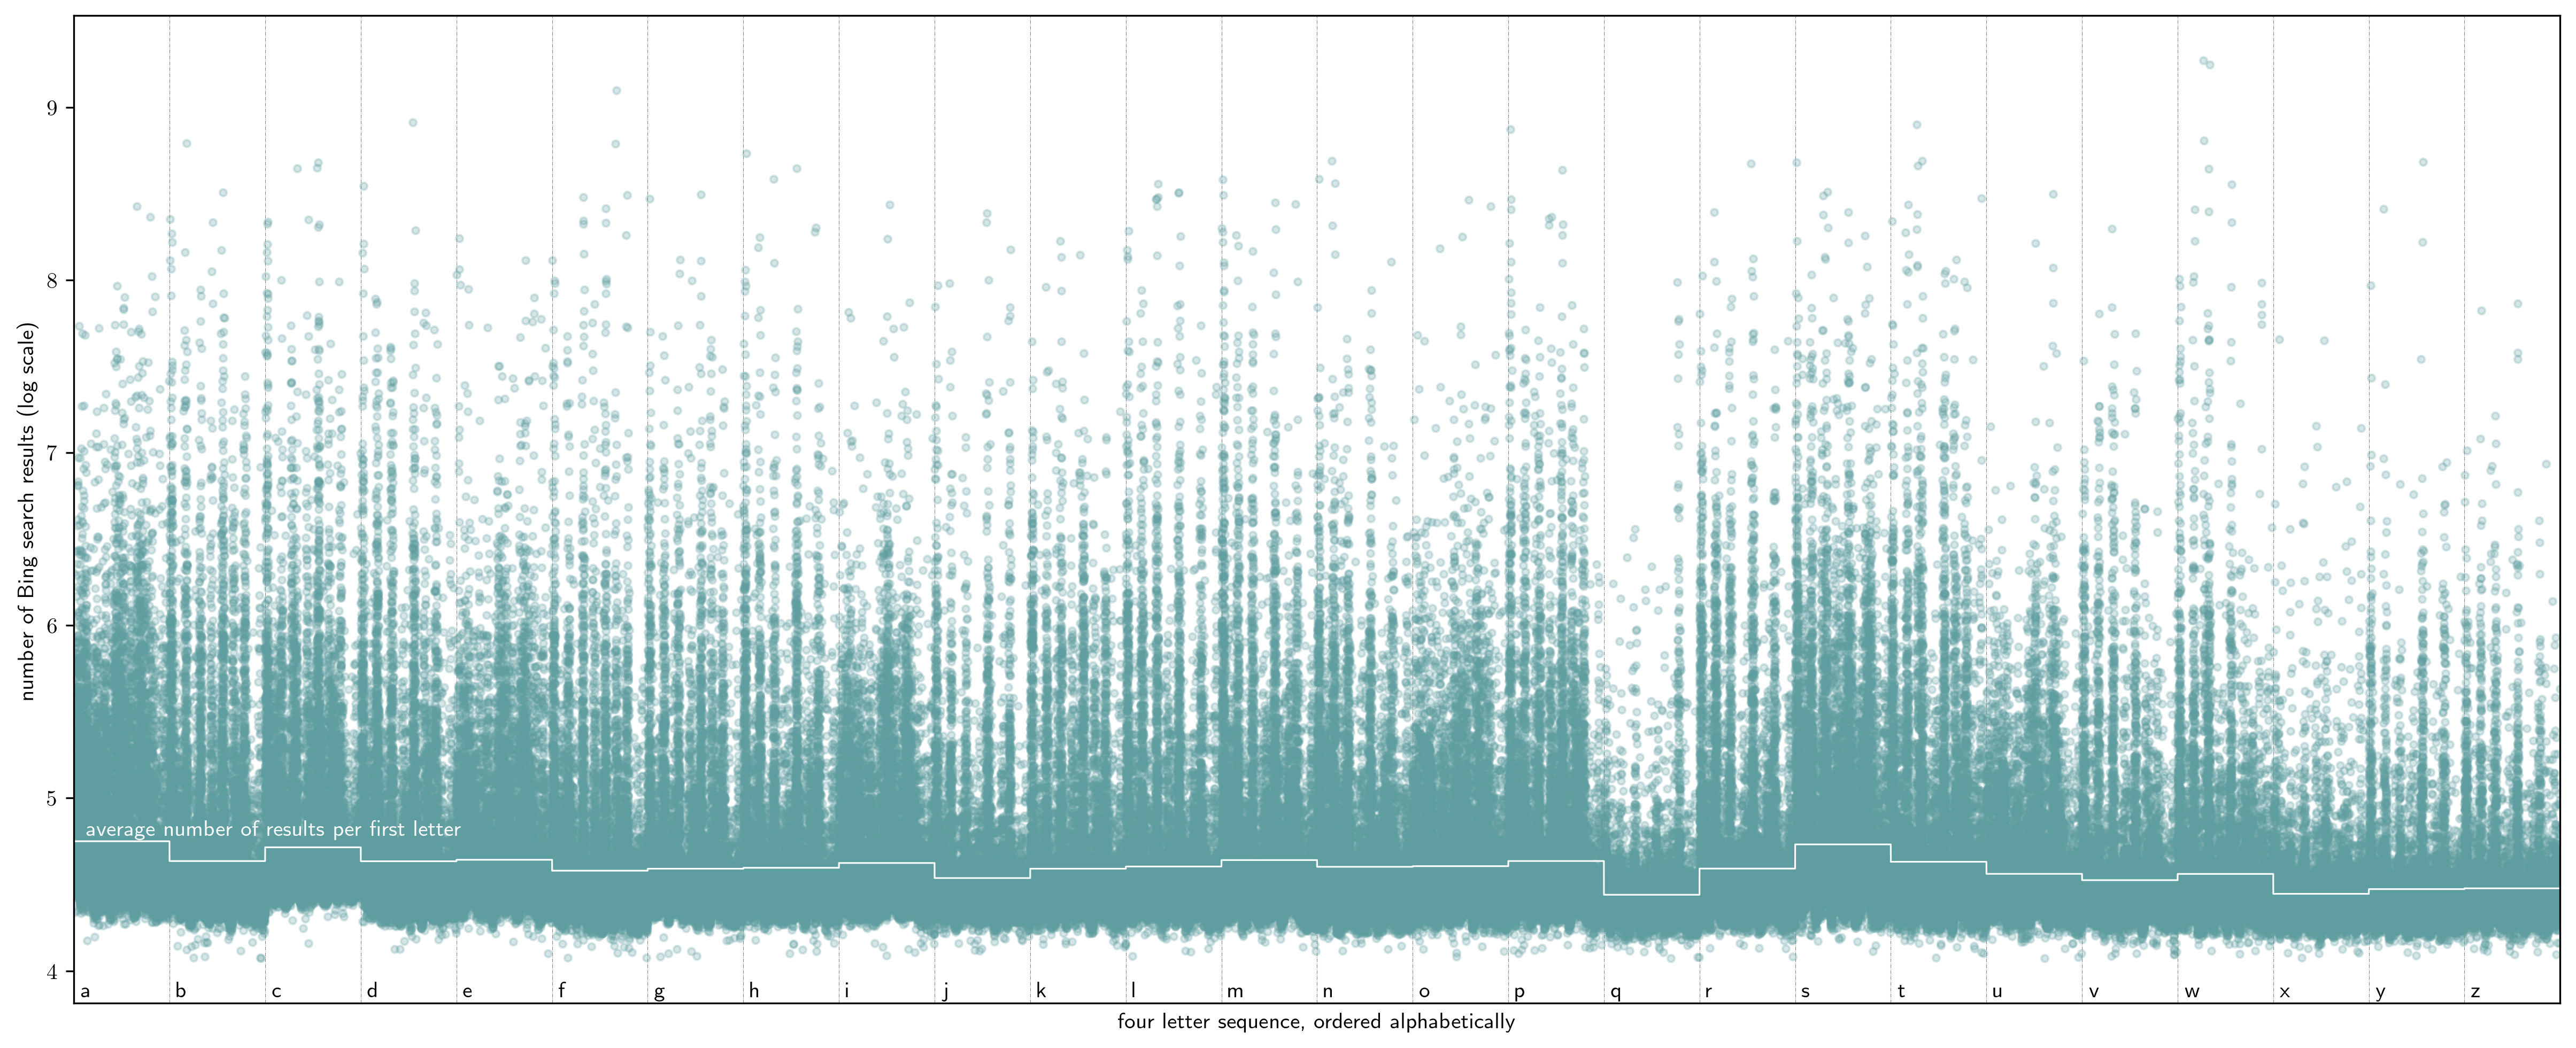 number of Bing search results (log scale)
9
8
7
6
5
4
average number of results per first letter
a b c d e f g h i j k l m n o p q r s t u v w x y z
four letter sequence, ordered alphabetically